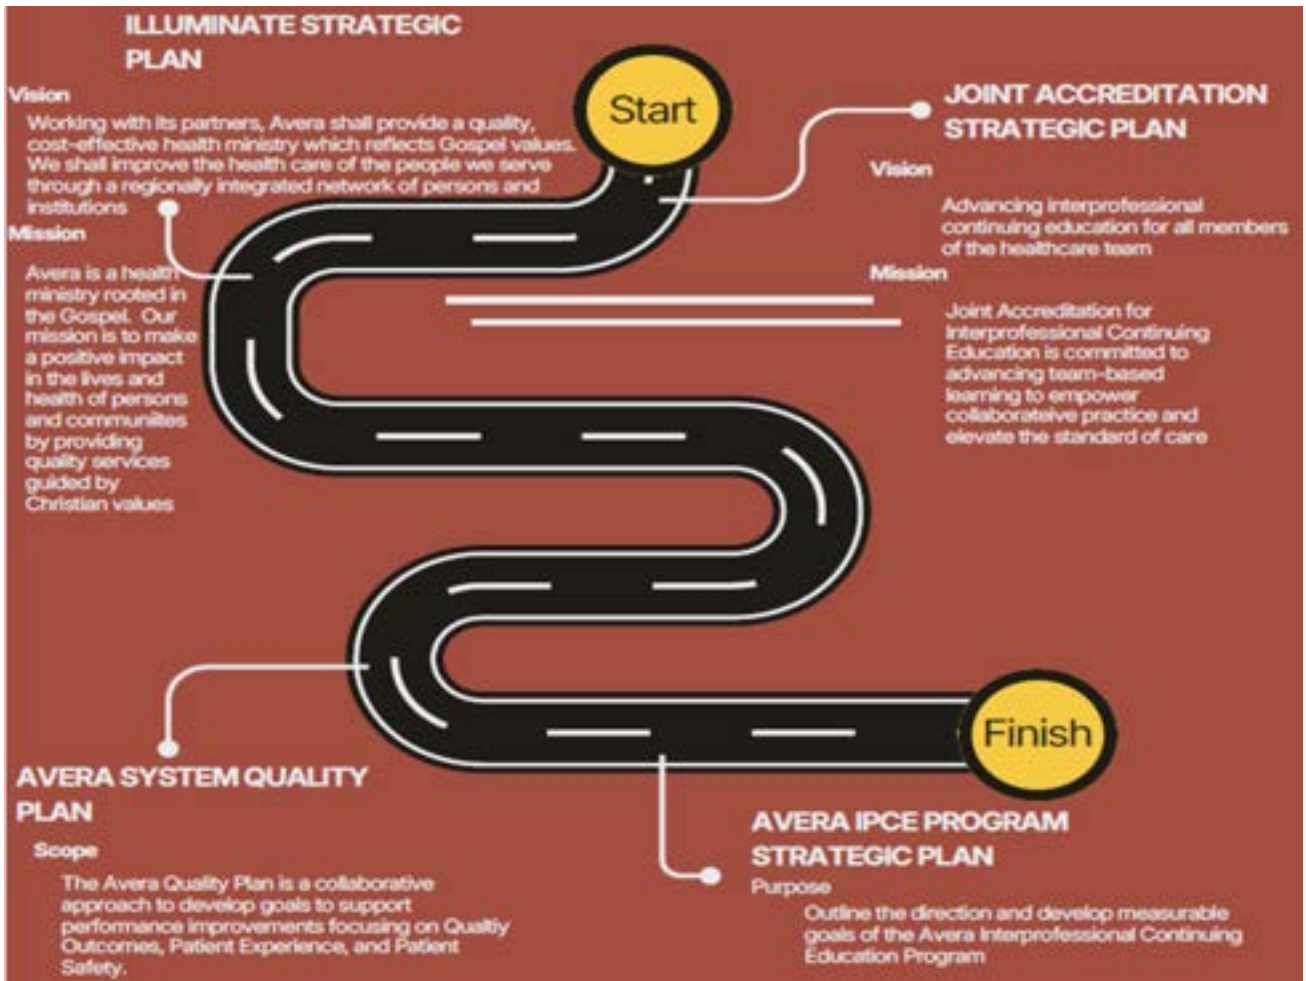 ILLUMINATE STRATEGIC
PLAN
Vision
Working with its partners, Avera shall provide a quality,
cost-effective health ministry which reflects Gospel values.
We shall improve the health care of the people we serve
through a regionally integrated network of persons and
institutions
Mission
Avera is a health
ministry rooted in
the Gospel. Our
mission is to make
a positive impact
in the lives and
health of persons
and communiites
by providing
quality services
guided by
Christian values
Start
JOINT ACCREDITATION
STRATEGIC PLAN
Vision
Advancing interprofessional
continuing education for all members
of the healthcare team
Mission
Joint Accreditation for
Interprofessional Continuing
Education is committed to
advancing team-based
learning to empower
collaborateive practice and
elevate the standard of care
AVERA SYSTEM QUALITY
PLAN
Scope
The Avera Quality Plan is a collaborative
approach to develop goals to support
performance improvements focusing on Qualtiy
Outcomes, Patient Experience, and Patient
Safety.
Finish
AVERA IPCE PROGRAM
STRATEGIC PLAN
Purpose
Outline the direction and develop measurable
goals of the Avera Interprofessional Continuing
Education Program